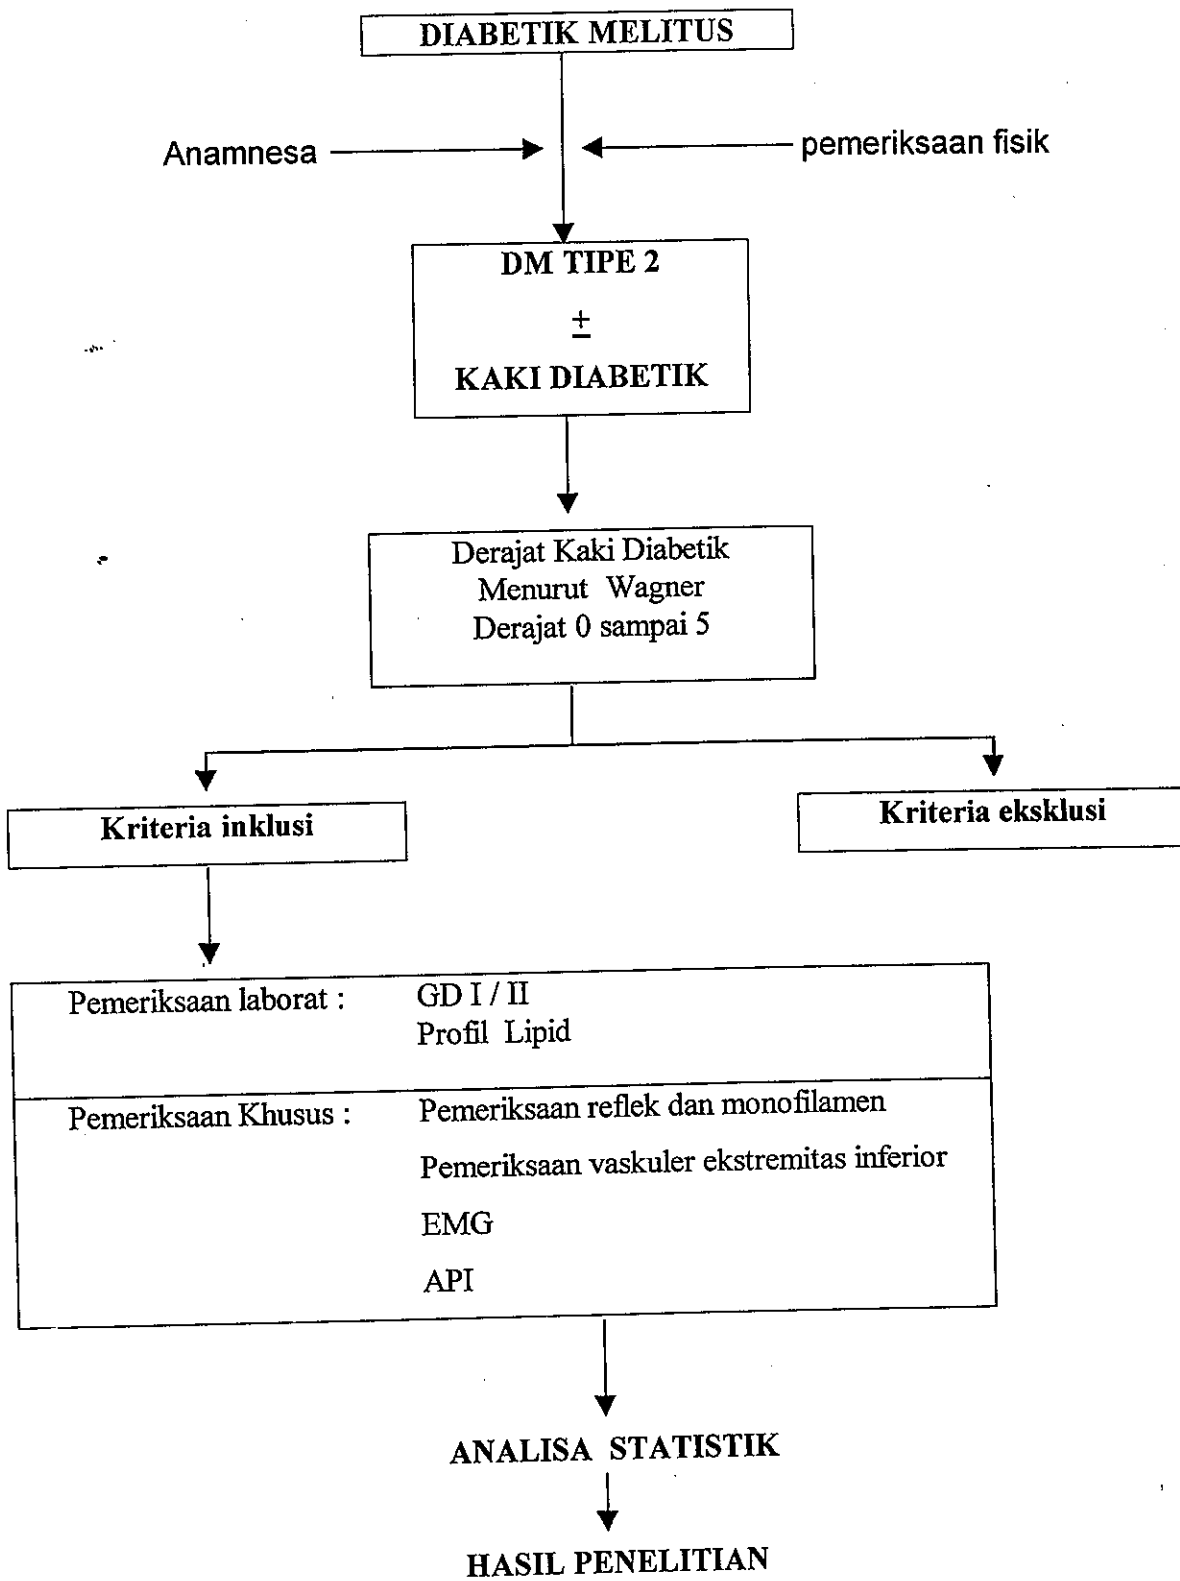 DIABETIK MELITUS
Anamnesa
pemeriksaan fisik
DM TIPE 2
±
KAKI DIABETIK
Derajat Kaki Diabetik
Menurut Wagner
Derajat 0 sampai 5
Kriteria inklusi
Kriteria eksklusi
Pemeriksaan laborat :
GD I / II
Profil Lipid
Pemeriksaan Khusus :
Pemeriksaan reflek dan monofilamen
Pemeriksaan vaskuler ekstremitas inferior
EMG
API
ANALISA STATISTIK
HASIL PENELITIAN